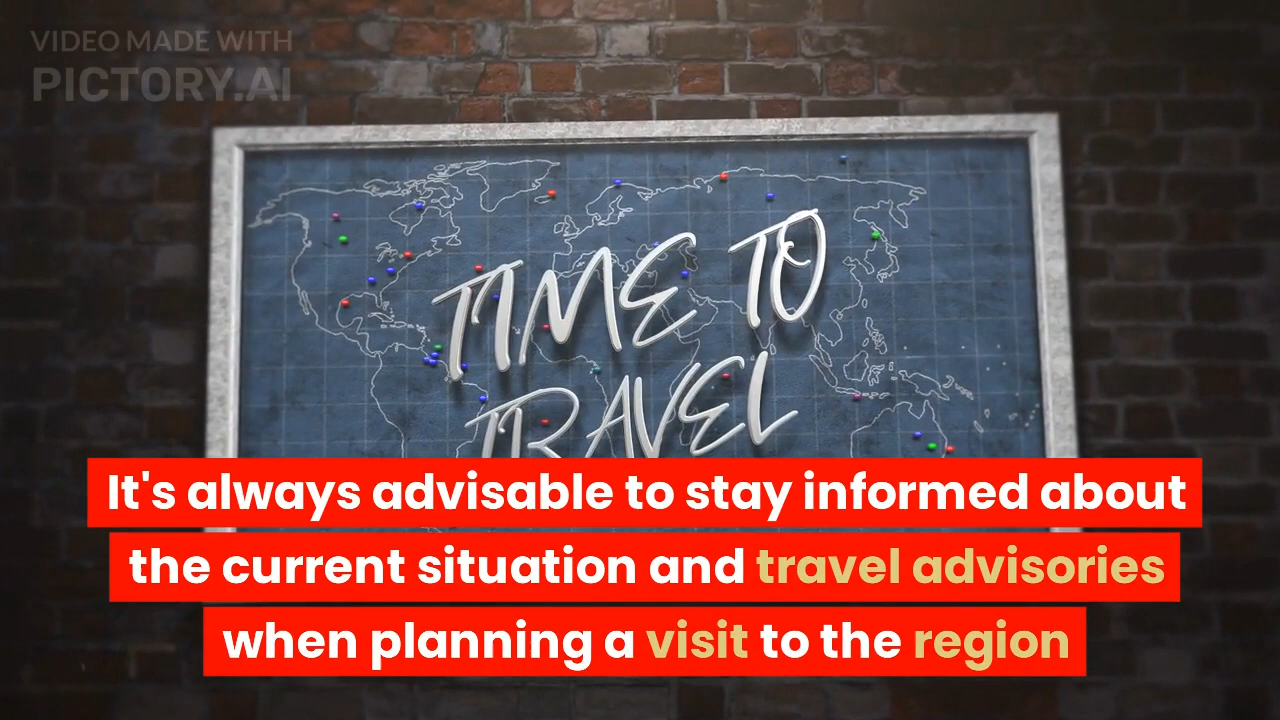 VIDEO MADE WITH
PICTORY.AI
TIME TO
TRAVEL
It's always advisable to stay informed about
the current situation and travel advisories
when planning a visit to the region